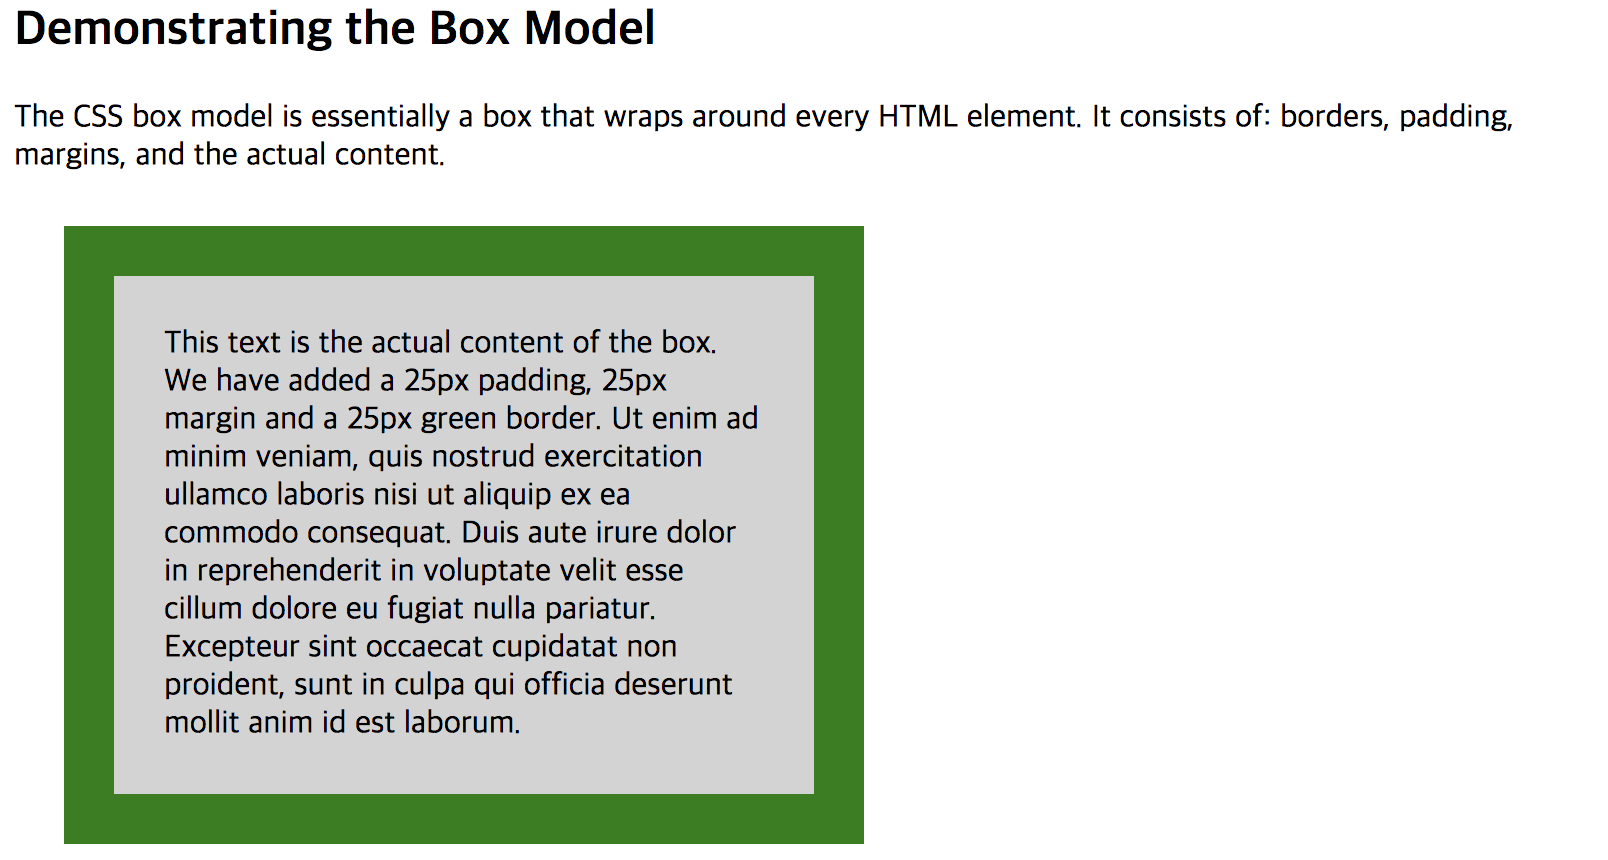 Demonstrating the Box Model
The CSS box model is essentially a box that wraps around every HTML element. It consists of: borders, padding,
margins, and the actual content.
This text is the actual content of the box.
We have added a 25px padding, 25px
margin and a 25px green border. Ut enim ad
minim veniam, quis nostrud exercitation
ullamco laboris nisi ut aliquip ex ea
commodo consequat. Duis aute irure dolor
in reprehenderit in voluptate velit esse
cillum dolore eu fugiat nulla pariatur.
Excepteur sint occaecat cupidatat non
proident, sunt in culpa qui officia deserunt
mollit anim id est laborum.